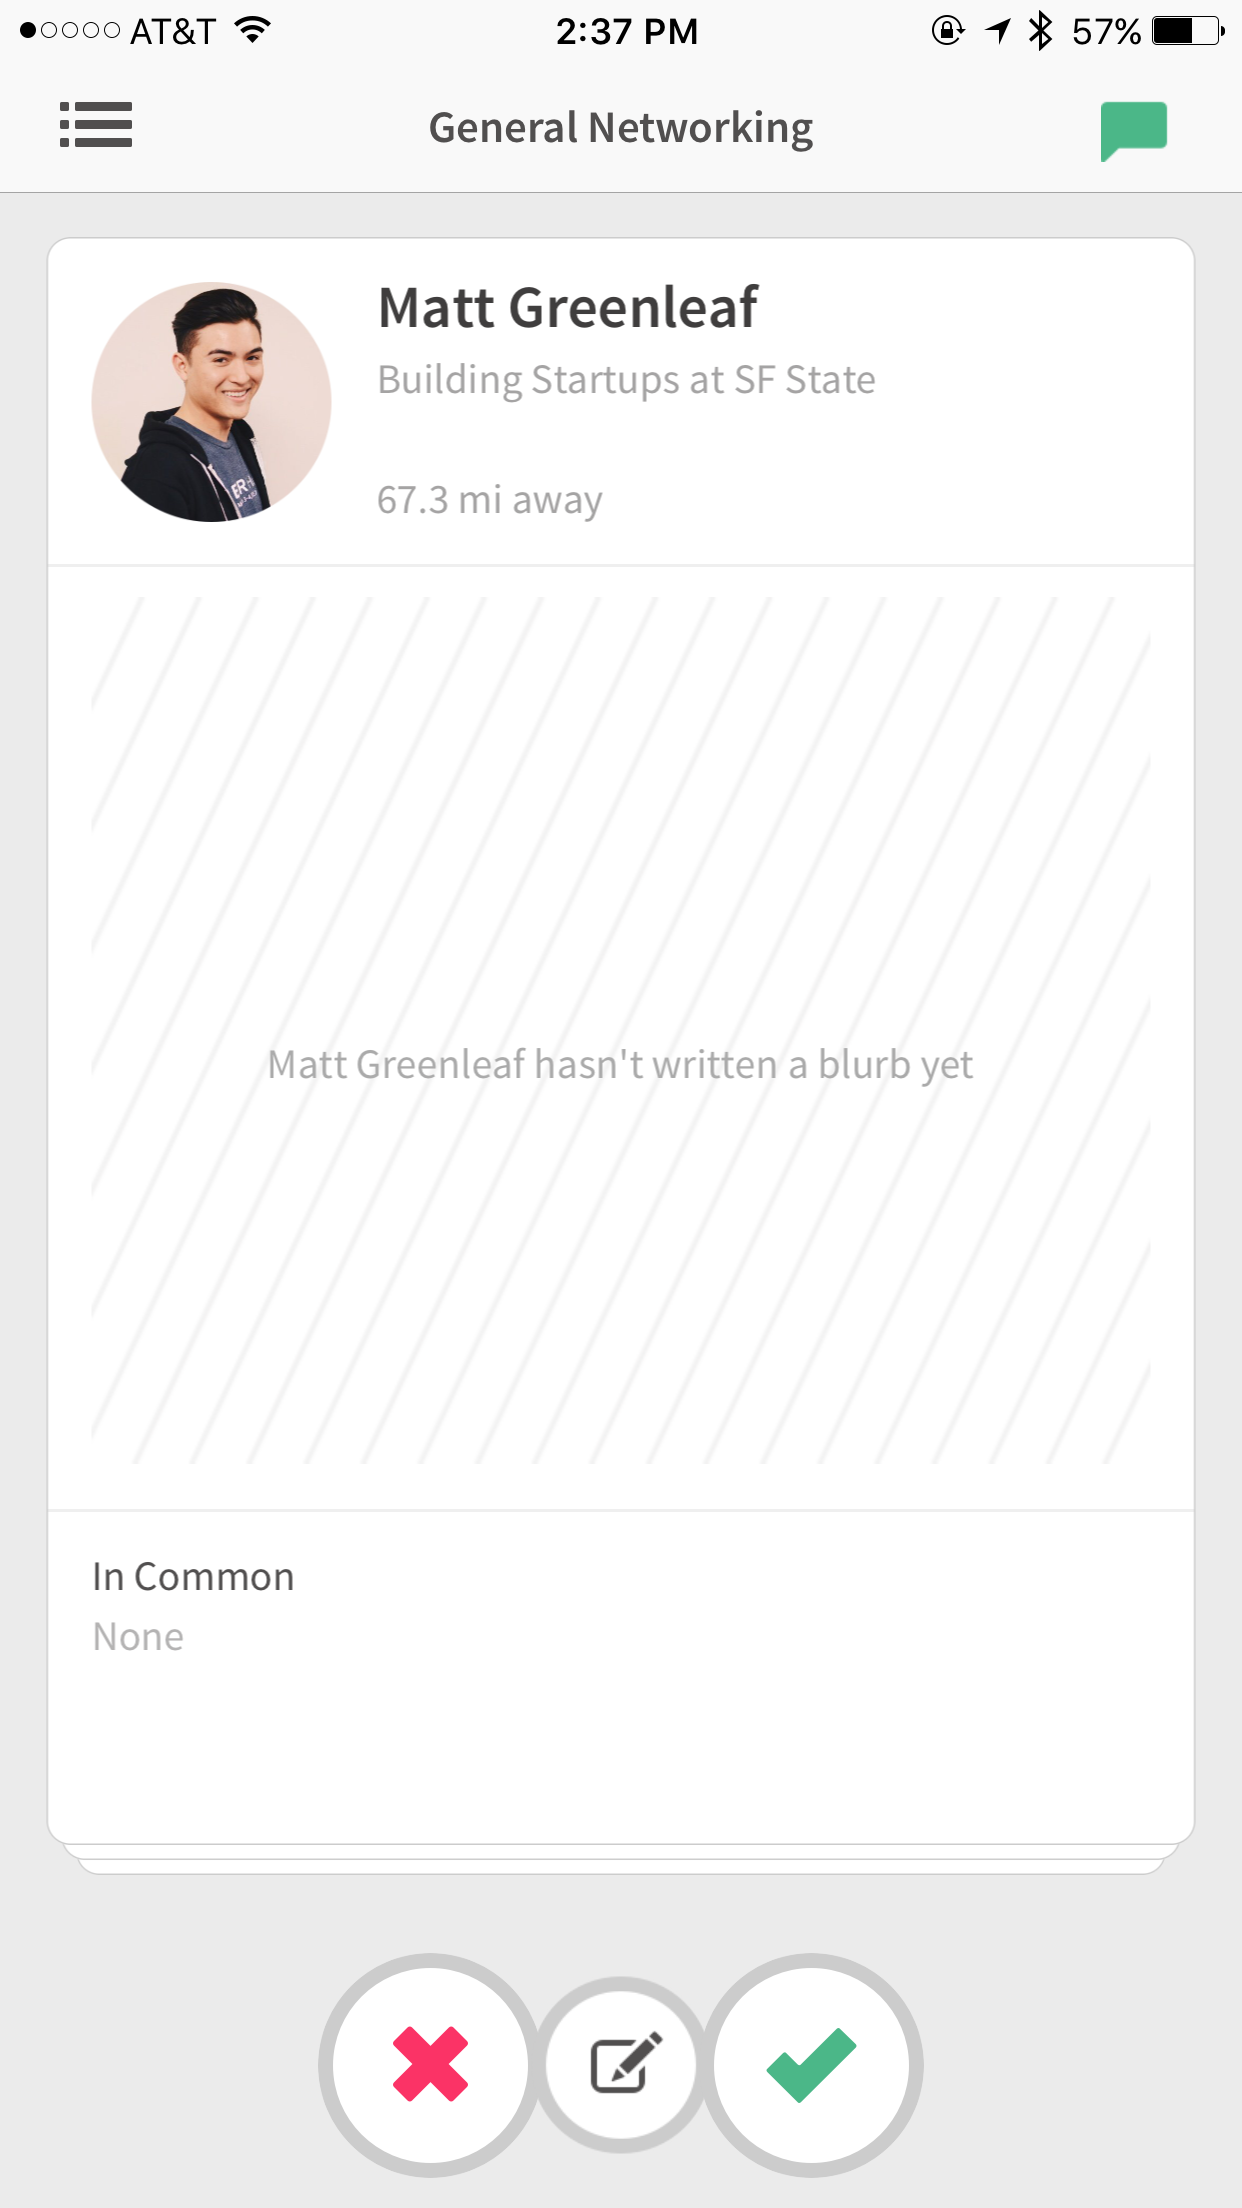 AT&T 2:37 PM 57%
General Networking
Matt Greenleaf
Building Startups at SF State
67.3 mi away
Matt Greenleaf hasn't written a blurb yet
In Common
None